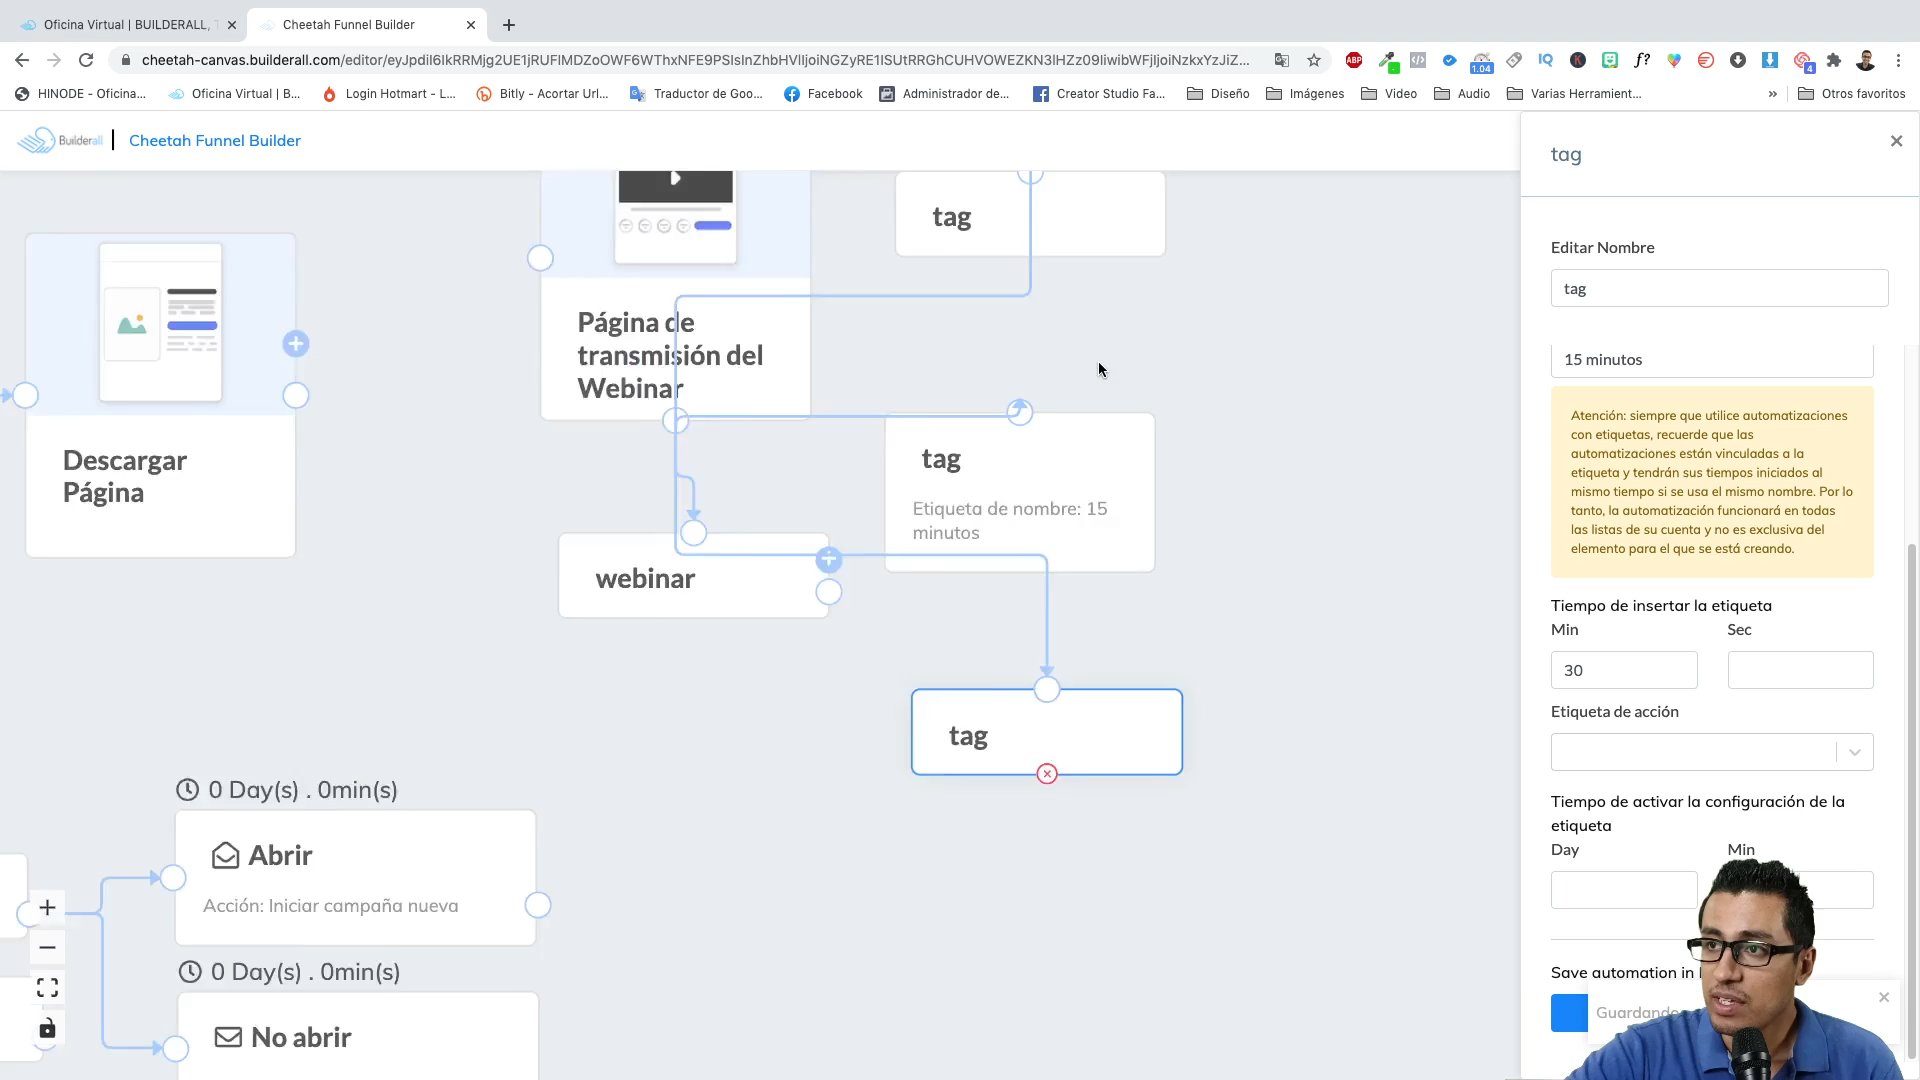 Oficina Virtual | BUILDERALL,
Cheetah Funnel Builder
cheetah-canvas.builderall.com/editor/eyJpdiI6IkRRMjg2UE1jRUFIMDZoOWF6WThxNFE9PSIsInZhbHVlIjoiNGZyRE1ISUtRRGhCUHVOWEZKN3lHZz09IiwibWFjIjoiNzkxYzJiZ...
ABP
1.04
IQ
K
f?
4
HINODE - Oficina...
Oficina Virtual | B...
Login Hotmart - L...
Bitly - Acortar Url...
Traductor de Goo...
Facebook
Administrador de...
Creator Studio Fa...
Diseño
Imágenes
Video
Audio
Varias Herramient...
»
Otros favoritos
Builderall
Cheetah Funnel Builder
Descargar
Página
Página de
transmisión del
Webinar
tag
tag
Etiqueta de nombre: 15
minutos
webinar
tag
0 Day(s) . 0min(s)
Abrir
Acción: Iniciar campaña nueva
0 Day(s) . 0min(s)
No abrir
tag
Editar Nombre
tag
15 minutos
Atención: siempre que utilice automatizaciones
con etiquetas, recuerde que las
automatizaciones están vinculadas a la
etiqueta y tendrán sus tiempos iniciados al
mismo tiempo si se usa el mismo nombre. Por lo
tanto, la automatización funcionará en todas
las listas de su cuenta y no es exclusiva del
elemento para el que se está creando.
Tiempo de insertar la etiqueta
Min
Sec
30
Etiqueta de acción
Tiempo de activar la configuración de la
etiqueta
Day
Min
Save automation in
Guardando